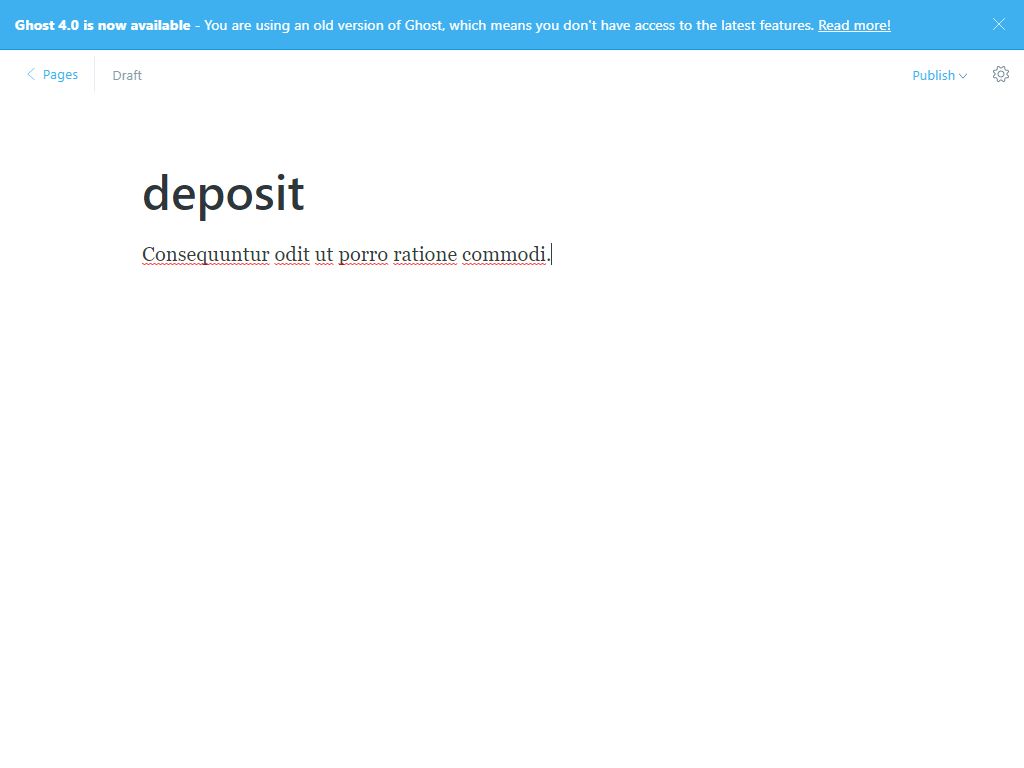 Ghost 4.0 is now available - You are using an old version of Ghost, which means you don't have access to the latest features. Read more!
Pages
Draft
Publish
deposit
Consequuntur odit ut porro ratione commodi.